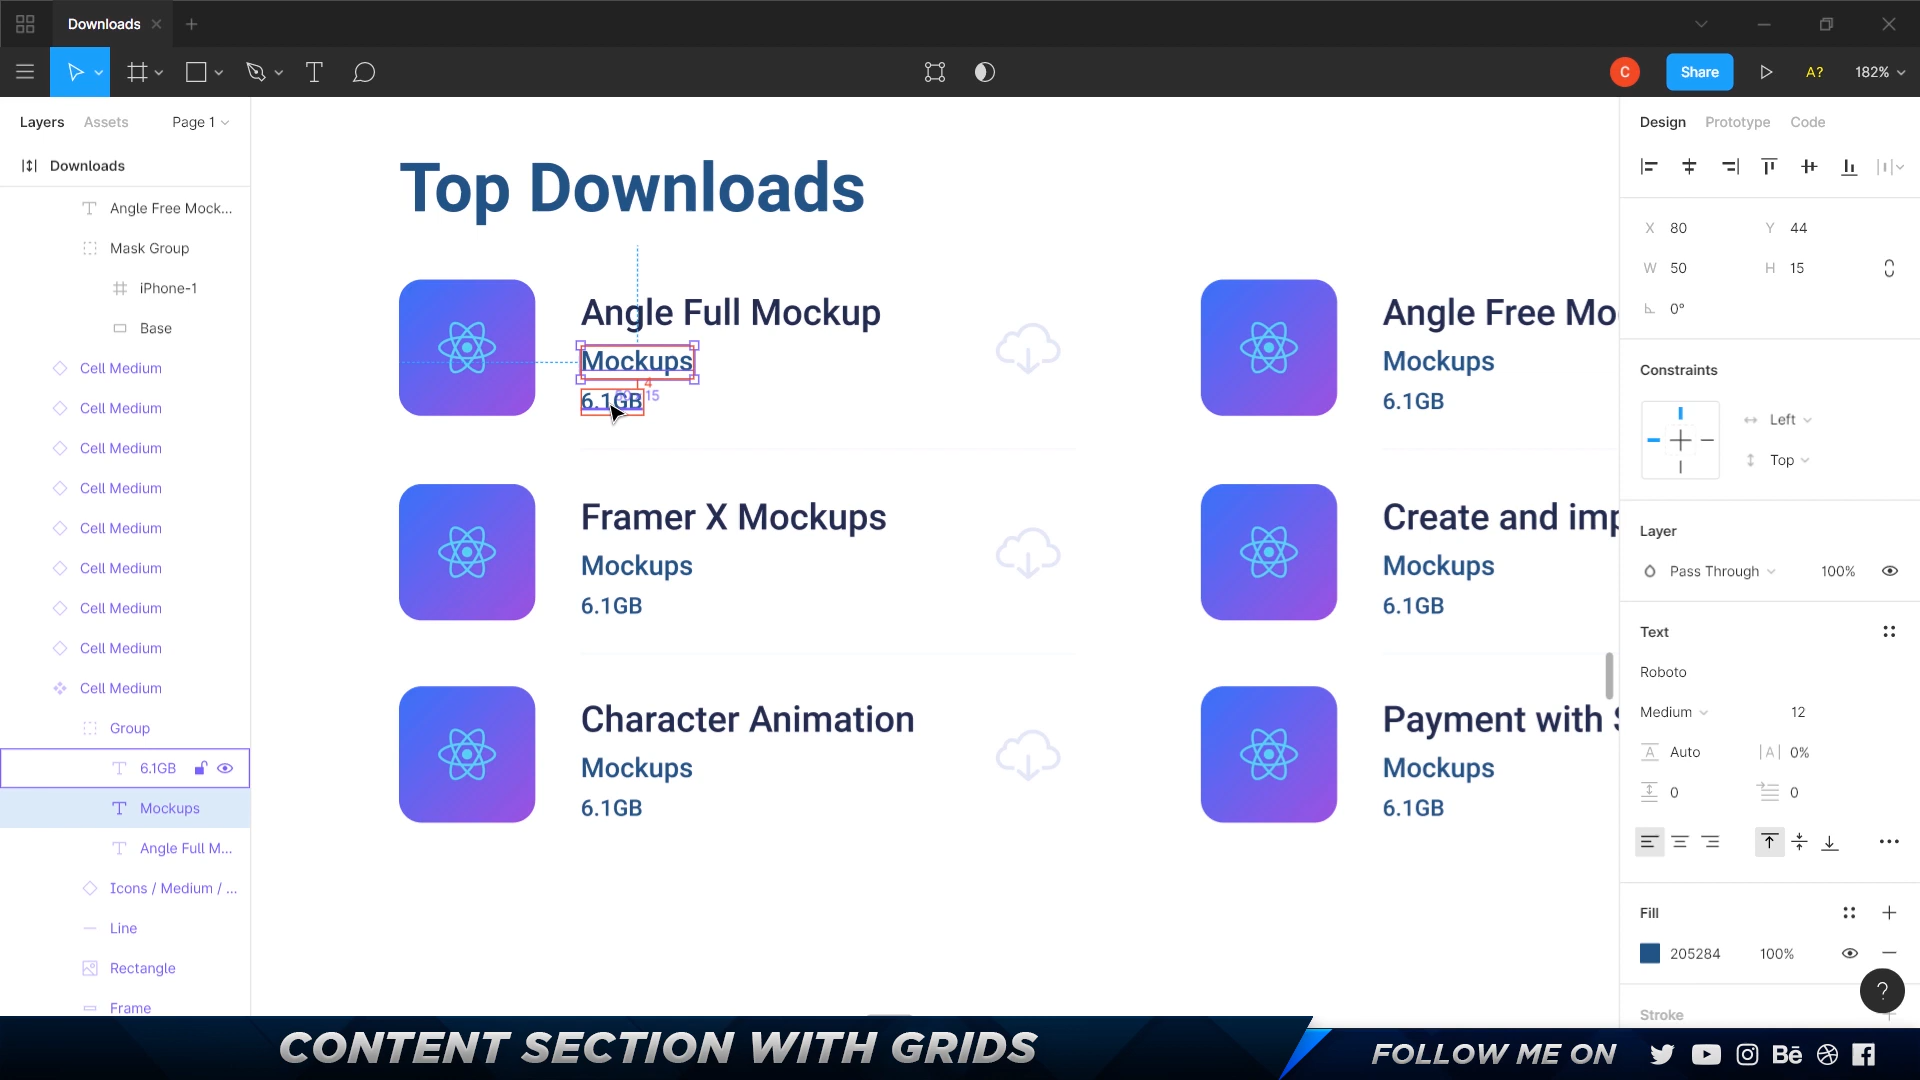 Downloads
C
Share
A?
182%
Layers
Assets
Page 1
Downloads
Angle Free Mock...
Mask Group
iPhone-1
Base
Cell Medium
Cell Medium
Cell Medium
Cell Medium
Cell Medium
Cell Medium
Cell Medium
Cell Medium
Cell Medium
Group
6.1GB
Mockups
Angle Full M...
Icons / Medium / ...
Line
Rectangle
Frame
Top Downloads
Angle Full Mockup
Mockups
4
6.1GB
Framer X Mockups
Mockups
6.1GB
Character Animation
Mockups
6.1GB
Angle Free Mo
Mockups
6.1GB
Create and imp
Mockups
6.1GB
Payment with S
Mockups
6.1GB
Design
Prototype
Code
X 80
Y 44
W 50
H 15
0°
Constraints
Left
Top
Layer
Pass Through
100%
Text
Roboto
Medium
12
A Auto
|A| 0%
0
0
Fill
205284
100%
?
Stroke
CONTENT SECTION WITH GRIDS
FOLLOW ME ON
Bē